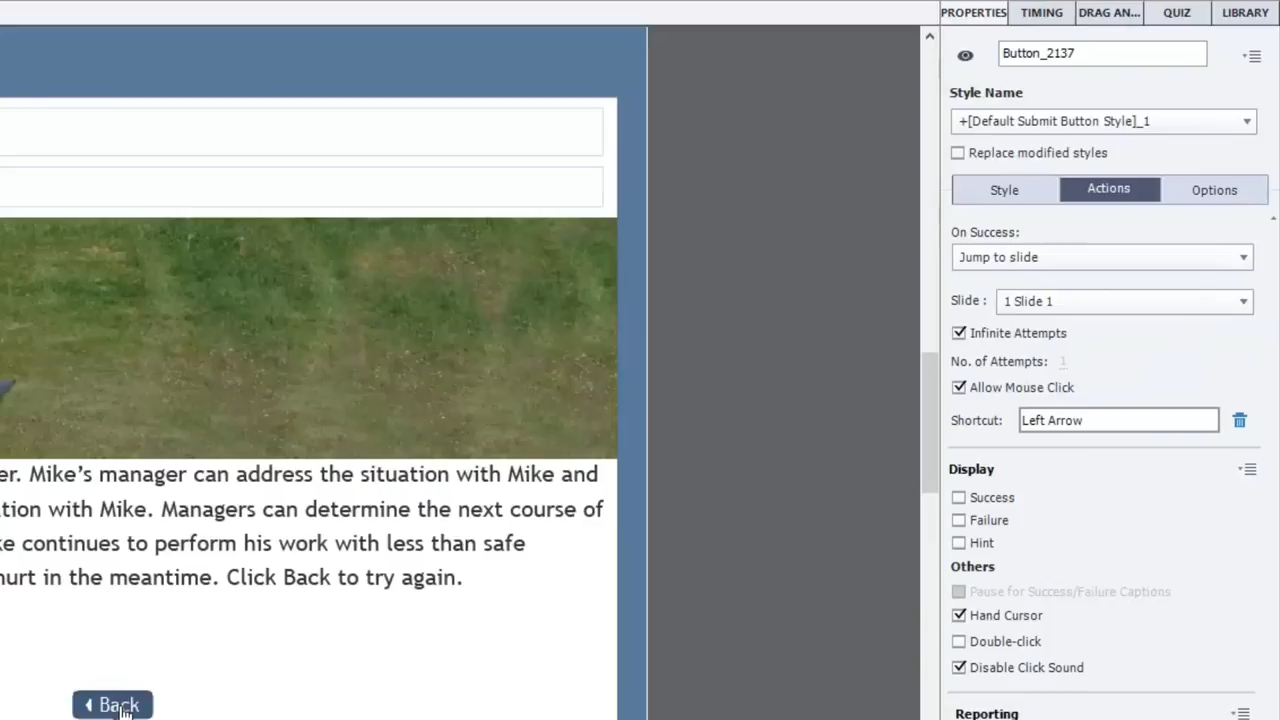 PROPERTIES TIMING DRAG AN... QUIZ LIBRARY
Button_2137
Style Name
+[Default Submit Button Style]_1
Replace modified styles
Style Actions Options
On Success:
Jump to slide
Slide : 1 Slide 1
Infinite Attempts
No. of Attempts: 1
Allow Mouse Click
Shortcut: Left Arrow
Display
Success
Failure
Hint
Others
Pause for Success/Failure Captions
Hand Cursor
Double-click
Disable Click Sound
Reporting
er. Mike’s manager can address the situation with Mike and
tion with Mike. Managers can determine the next course of
ke continues to perform his work with less than safe
hurt in the meantime. Click Back to try again.
Back